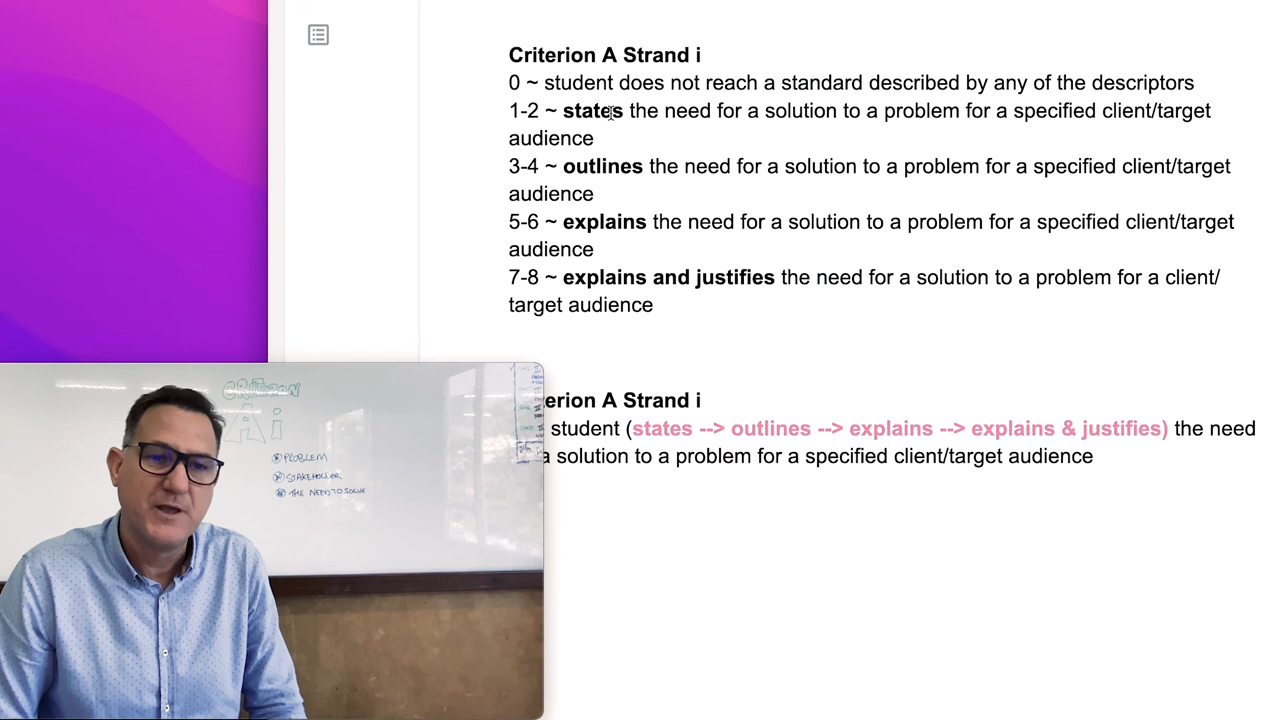 Criterion A Strand i
0 ~ student does not reach a standard described by any of the descriptors
1-2 ~ states the need for a solution to a problem for a specified client/target
audience
3-4 ~ outlines the need for a solution to a problem for a specified client/target
audience
5-6 ~ explains the need for a solution to a problem for a specified client/target
audience
7-8 ~ explains and justifies the need for a solution to a problem for a client/
target audience
erion A Strand i
student (states --> outlines --> explains --> explains & justifies) the need
a solution to a problem for a specified client/target audience
CRITERION
A i
PROBLEM
STAKEHOLDER
THE NEED TO SOLVE